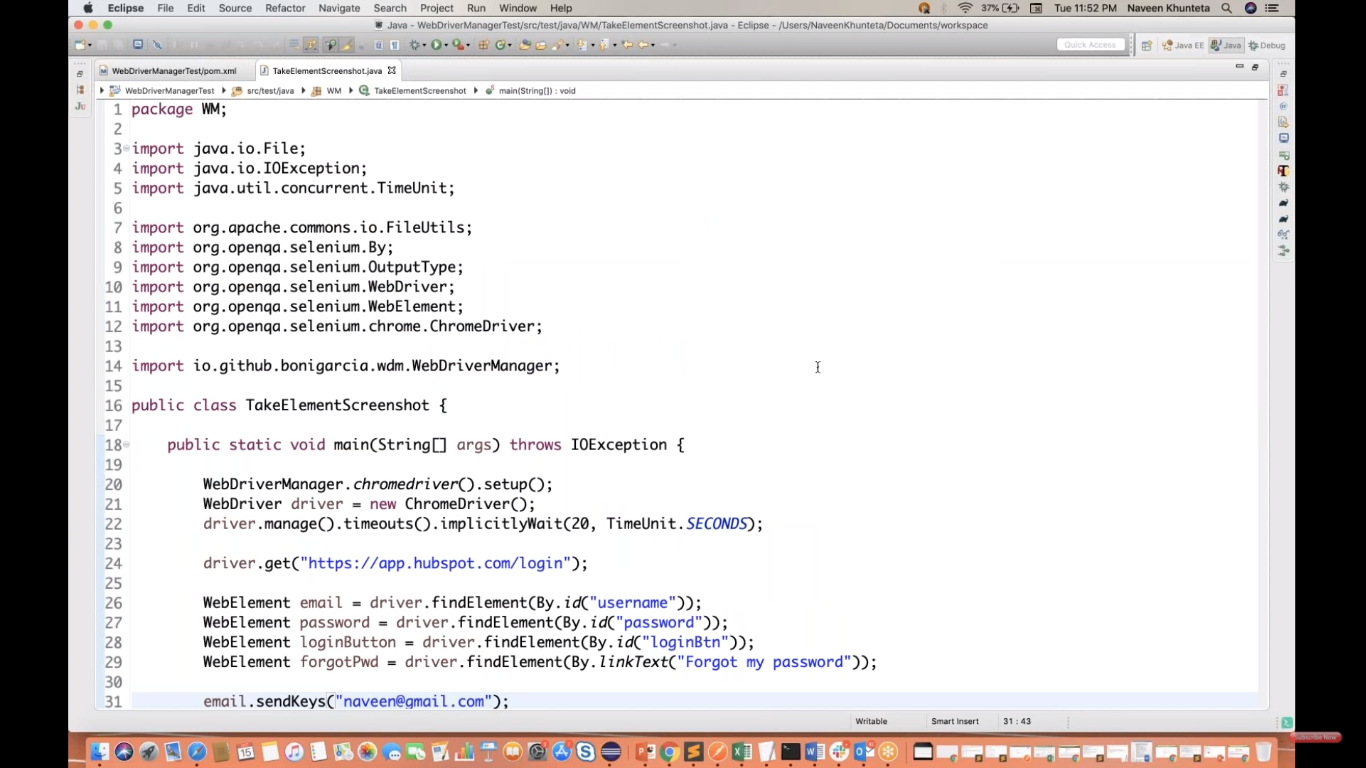 Eclipse File Edit Source Refactor Navigate Search Project Run Window Help 37% Tue 11:52 PM Naveen Khunteta
Java - WebDriverManagerTest/src/test/java/WM/TakeElementScreenshot.java - Eclipse - /Users/NaveenKhunteta/Documents/workspace
Quick Access Java EE Java Debug
WebDriverManagerTest/pom.xml TakeElementScreenshot.java
WebDriverManagerTest src/test/java WM TakeElementScreenshot main(String[]) : void
1 package WM;
2
3 import java.io.File;
4 import java.io.IOException;
5 import java.util.concurrent.TimeUnit;
6
7 import org.apache.commons.io.FileUtils;
8 import org.openqa.selenium.By;
9 import org.openqa.selenium.OutputType;
10 import org.openqa.selenium.WebDriver;
11 import org.openqa.selenium.WebElement;
12 import org.openqa.selenium.chrome.ChromeDriver;
13
14 import io.github.bonigarcia.wdm.WebDriverManager;
15
16 public class TakeElementScreenshot {
17
18 public static void main(String[] args) throws IOException {
19
20 WebDriverManager.chromedriver().setup();
21 WebDriver driver = new ChromeDriver();
22 driver.manage().timeouts().implicitlyWait(20, TimeUnit.SECONDS);
23
24 driver.get("https://app.hubspot.com/login");
25
26 WebElement email = driver.findElement(By.id("username"));
27 WebElement password = driver.findElement(By.id("password"));
28 WebElement loginButton = driver.findElement(By.id("loginBtn"));
29 WebElement forgotPwd = driver.findElement(By.linkText("Forgot my password"));
30
31 email.sendKeys("naveen@gmail.com");
Writable Smart Insert 31 : 43
Subscribe Now